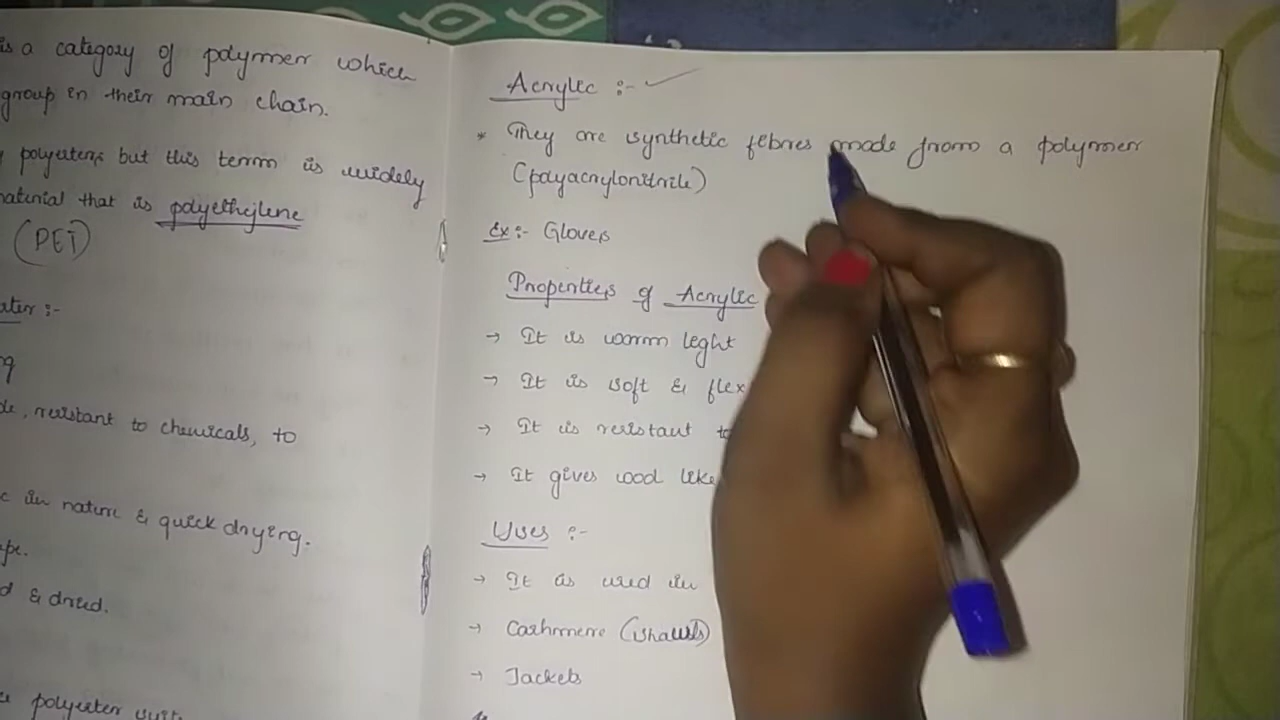 is a category of polymer which
group in their main chain.
polyesters but this term is widely
material that is polyethylene
(PET)
resistant to chemicals, to
in nature & quick drying.
& dried.
polyester
Acrylic :-
* They are synthetic fibres made from a polymer
(payacrylonitrile)
Ex:- Gloves
Properties of Acrylic
→ It is warm light
→ It is soft & flex
→ It is resistant to
→ It gives wool like
Uses :-
→ It is used in
→ Cashmere (shawls)
→ Jackets